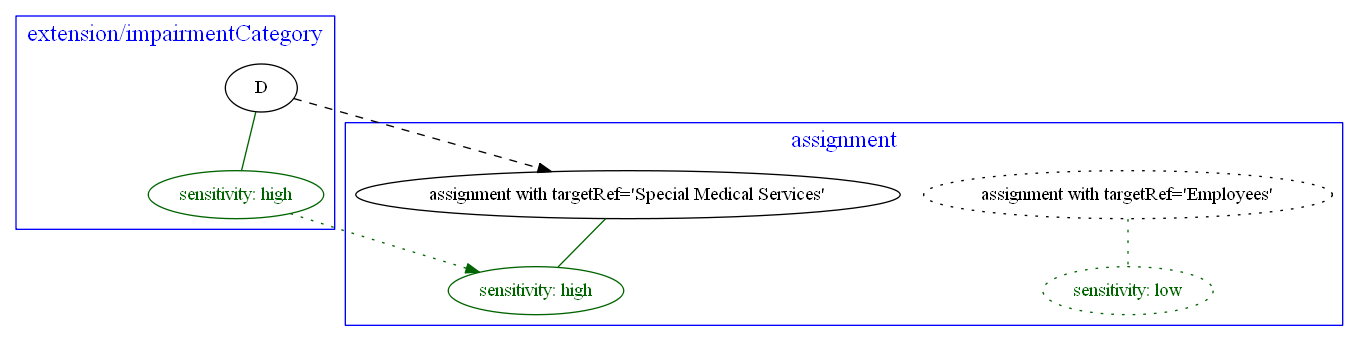 extension/impairmentCategory
D
sensitivity: high
assignment
assignment with targetRef='Special Medical Services'
assignment with targetRef='Employees'
sensitivity: high
sensitivity: low